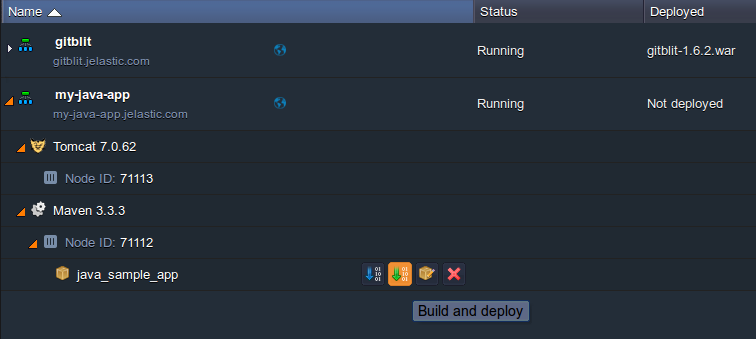 Name Status Deployed
gitblit
gitblit.jelastic.com
Running gitblit-1.6.2.war
my-java-app
my-java-app.jelastic.com
Running Not deployed
Tomcat 7.0.62
Node ID: 71113
Maven 3.3.3
Node ID: 71112
java_sample_app
Build and deploy